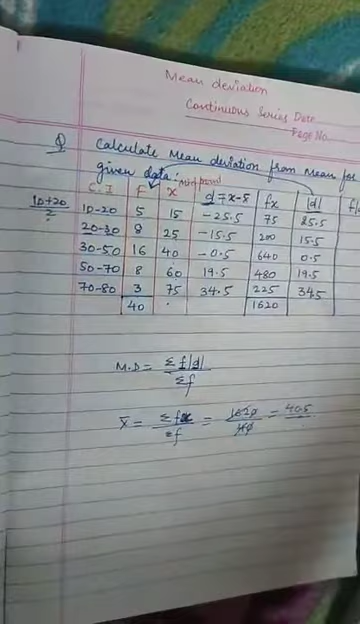 Mean deviation
Continuous Series Date
Page No.
Q Calculate Mean deviation from Mean for
given data:
C.I F x mid point d=x-x̄ fx |d|
10+20/2 10-20 5 15 -25.5 75 25.5
20-30 8 25 -15.5 200 15.5
30-50 16 40 -0.5 640 0.5
50-70 8 60 19.5 480 19.5
70-80 3 75 34.5 225 34.5
40 1620
M.D = Σf|d|/Σf
x̄ = Σfx/Σf = 1620/40 = 40.5